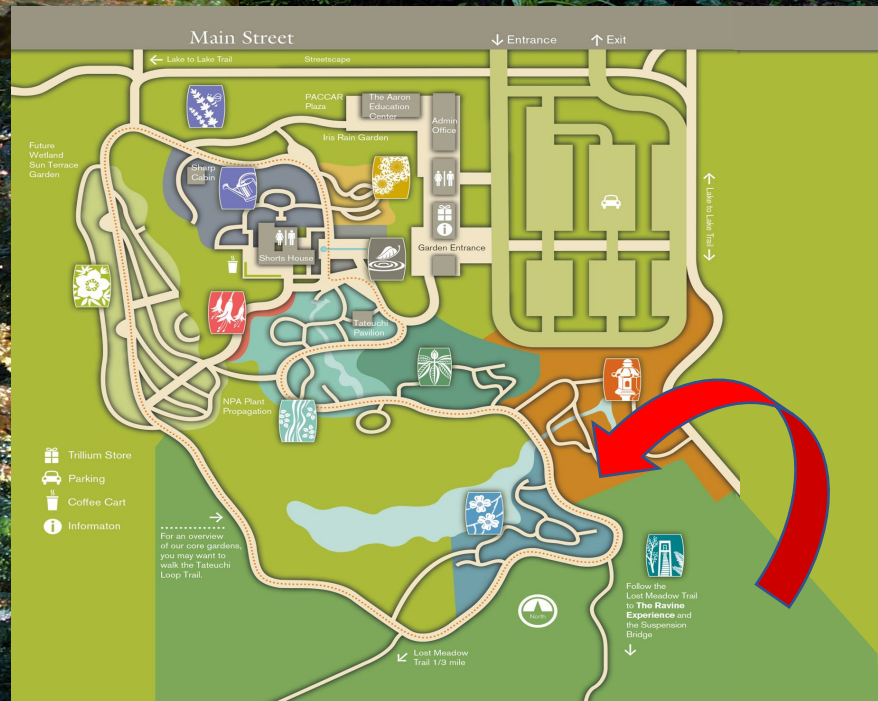 Main Street
↓ Entrance
↑ Exit
← Lake to Lake Trail
Streetscape
PACCAR
Plaza
The Aaron
Education
Center
Admin
Office
Iris Rain Garden
Future
Wetland
Sun Terrace
Garden
Sharp
Cabin
← Lake to Lake Trail →
Garden Entrance
Shorts House
Tateuchi
Pavilion
NPA Plant
Propagation
Trillium Store
Parking
Coffee Cart
i Informaton
→
For an overview
of our core gardens,
you may want to
walk the Tateuchi
Loop Trail.
North
Follow the
Lost Meadow Trail
to The Ravine
Experience and
the Suspension
Bridge
↓
↙ Lost Meadow
Trail 1/3 mile